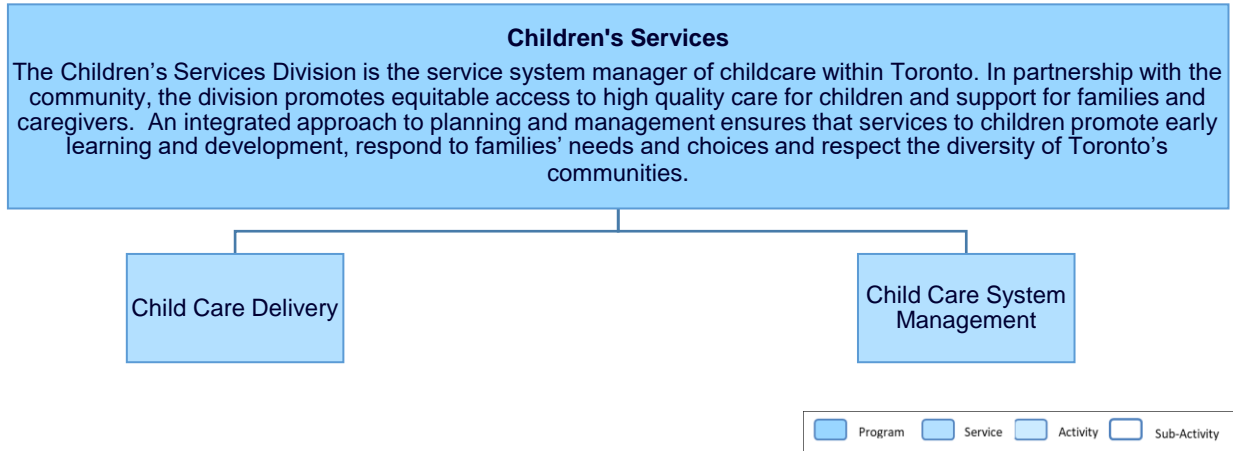 Children's Services
The Children’s Services Division is the service system manager of childcare within Toronto. In partnership with the
community, the division promotes equitable access to high quality care for children and support for families and
caregivers.  An integrated approach to planning and management ensures that services to children promote early
learning and development, respond to families’ needs and choices and respect the diversity of Toronto’s
communities.
Child Care Delivery
Child Care System
Management
Program Service Activity Sub-Activity